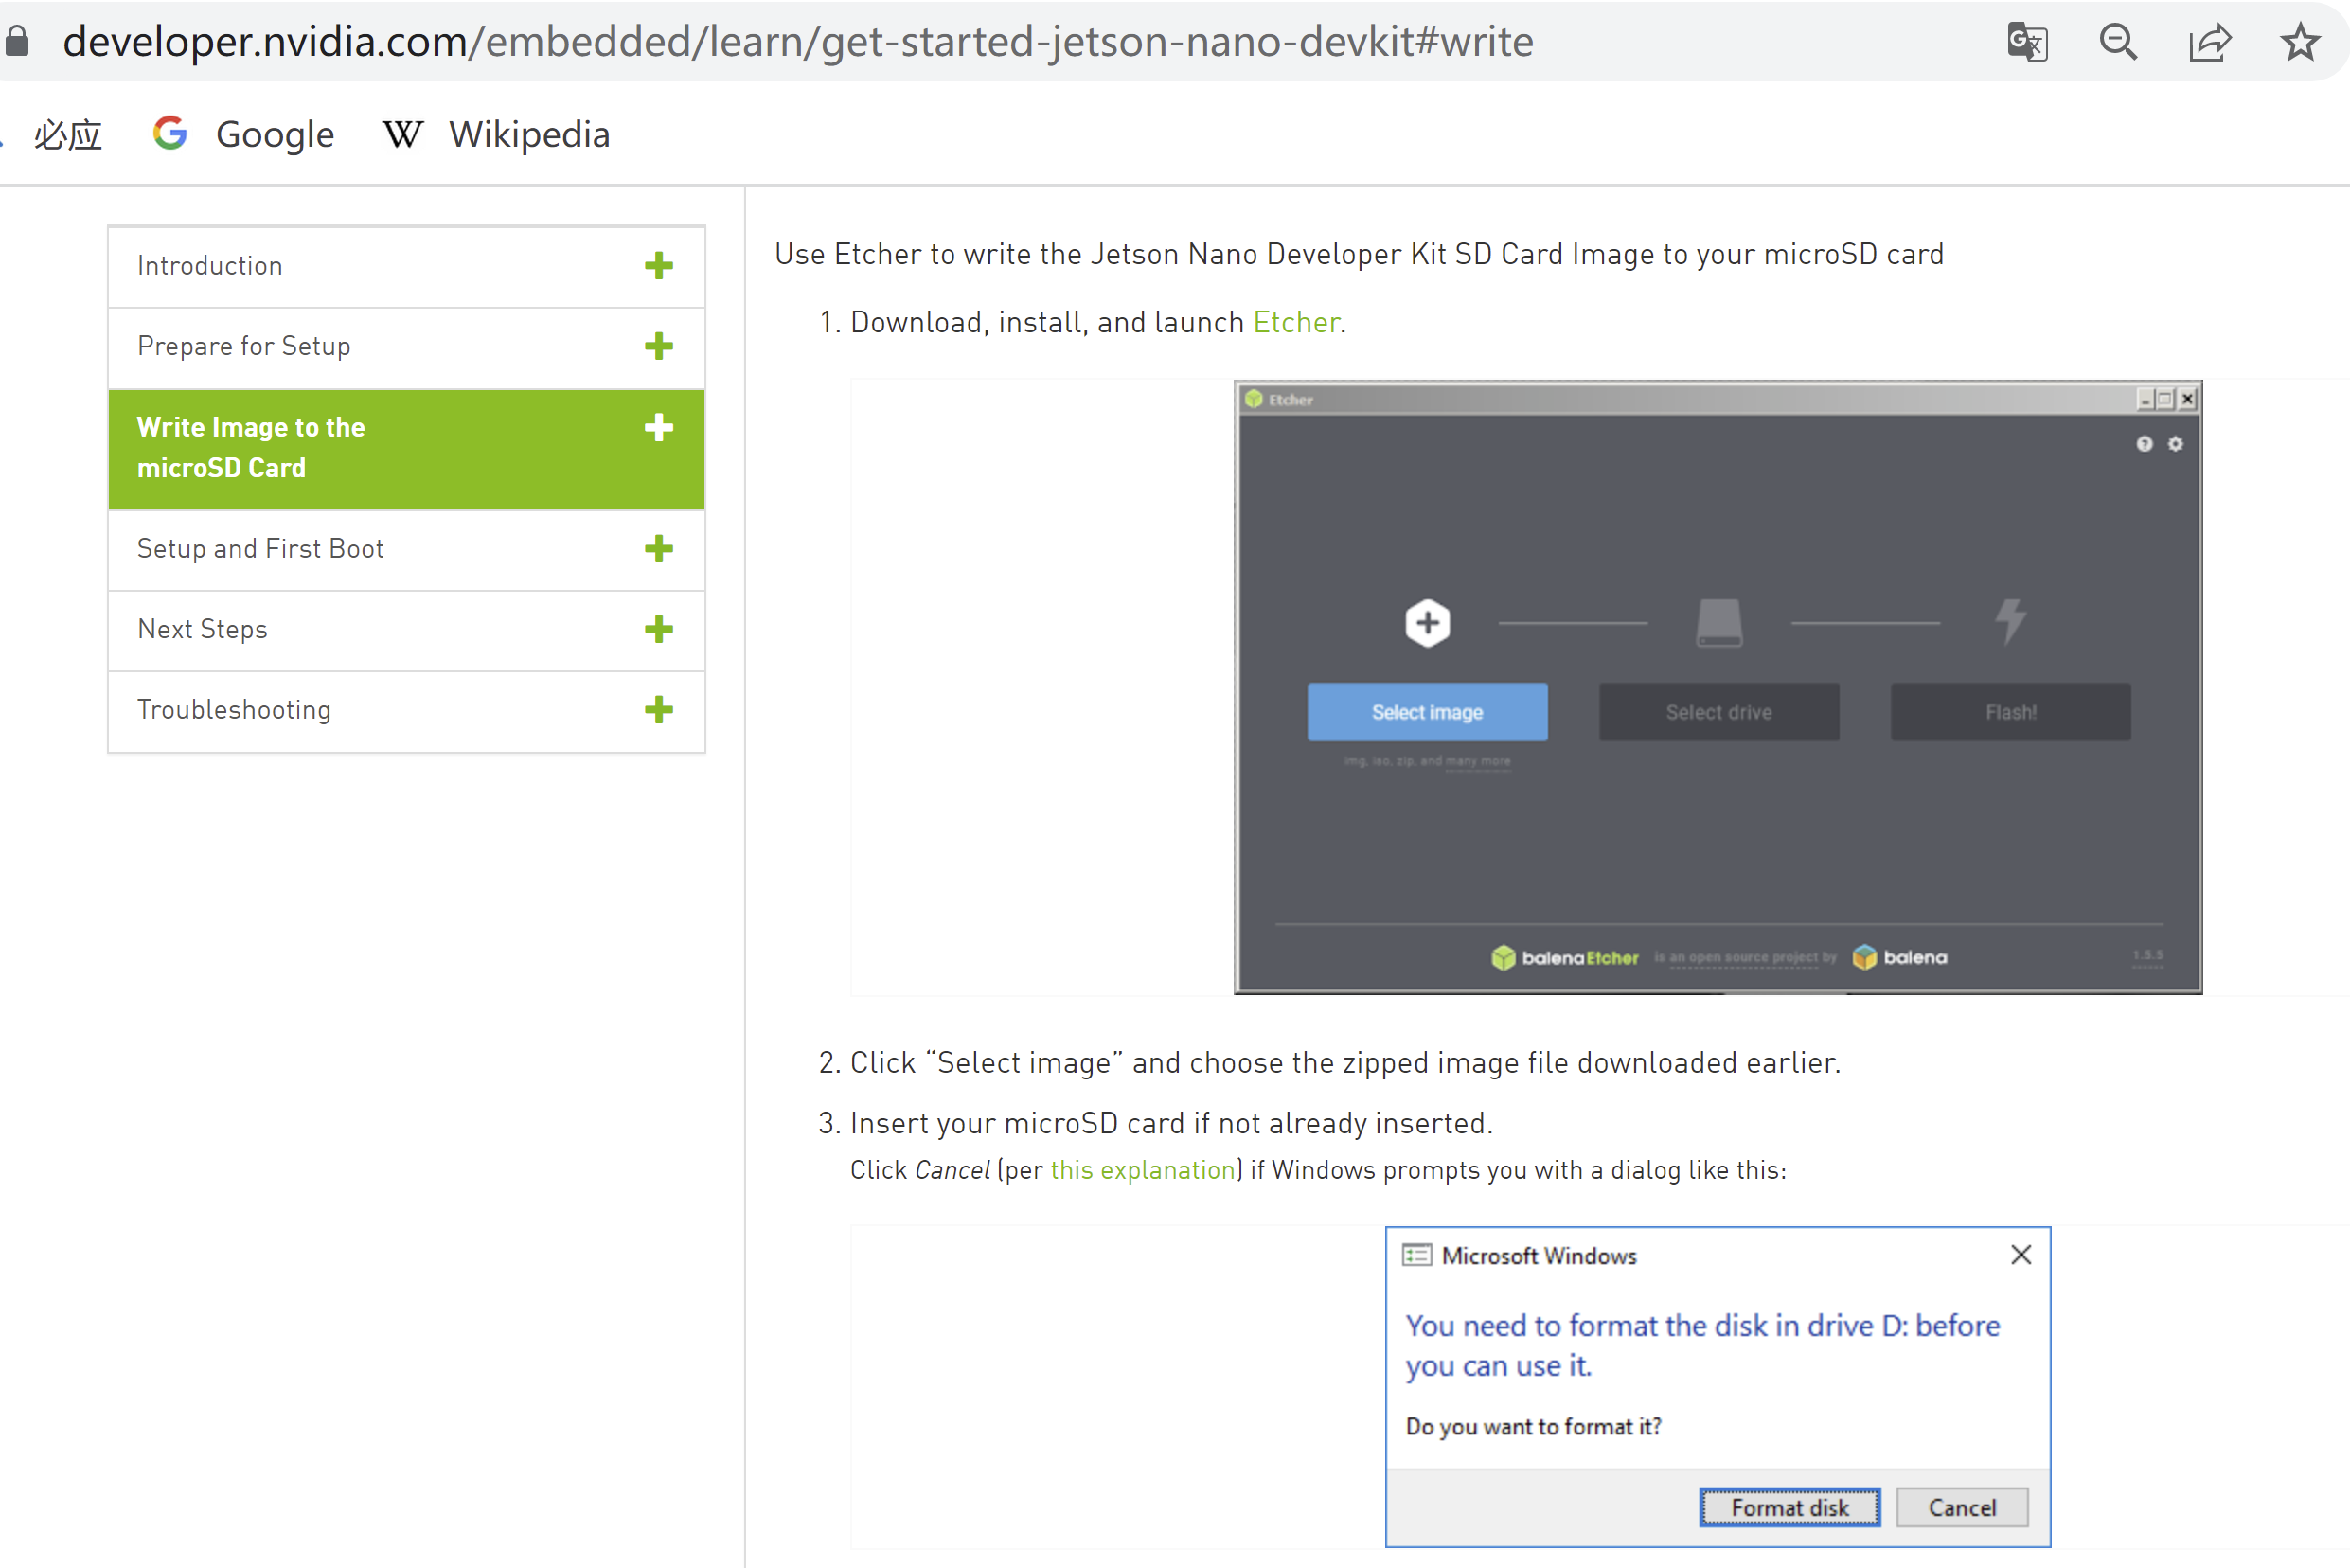 developer.nvidia.com/embedded/learn/get-started-jetson-nano-devkit#write
必应 Google Wikipedia
Introduction
Prepare for Setup
Write Image to the
microSD Card
Setup and First Boot
Next Steps
Troubleshooting
Use Etcher to write the Jetson Nano Developer Kit SD Card Image to your microSD card
1. Download, install, and launch Etcher.
Etcher
Select image
Select drive
Flash!
img, iso, zip, and many more
balenaEtcher is an open source project by balena
1.5.5
2. Click “Select image” and choose the zipped image file downloaded earlier.
3. Insert your microSD card if not already inserted.
Click Cancel (per this explanation) if Windows prompts you with a dialog like this:
Microsoft Windows
You need to format the disk in drive D: before
you can use it.
Do you want to format it?
Format disk
Cancel